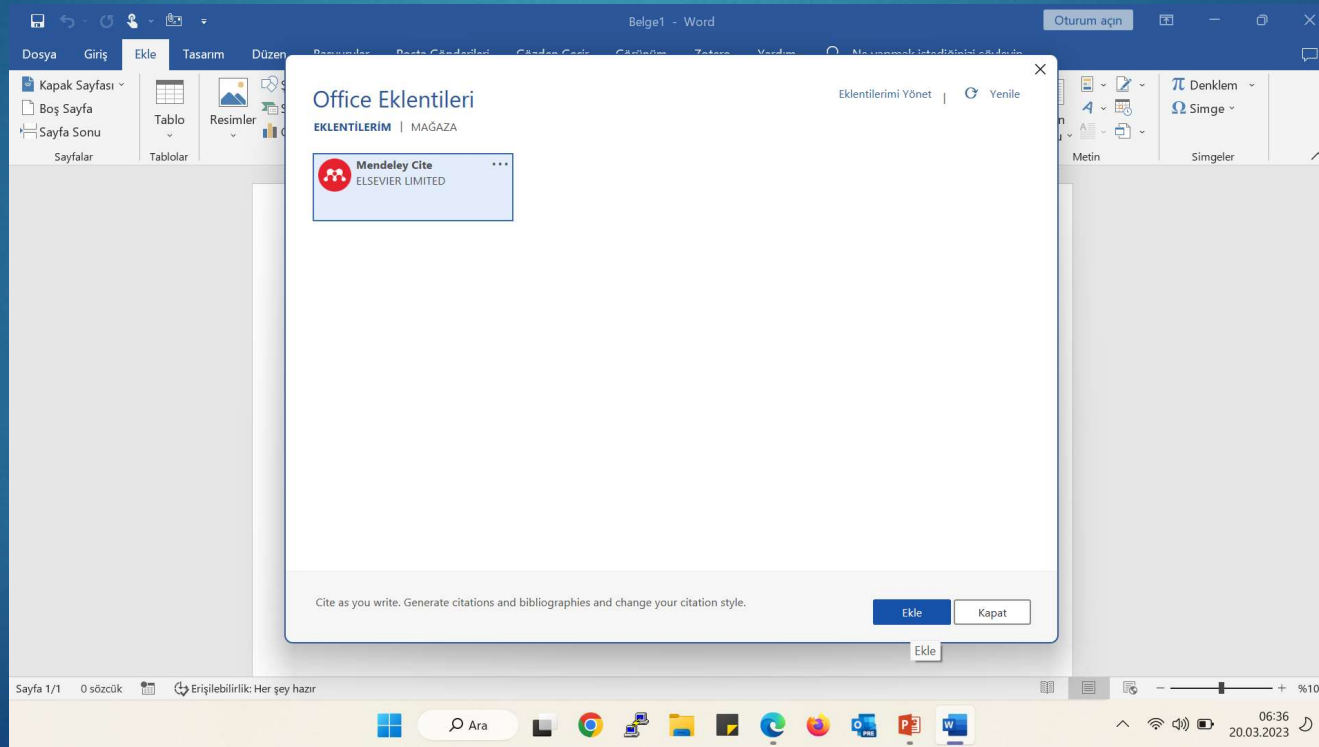 Belge1 - Word
Oturum açın
Dosya Giriş Ekle Tasarım Düzen
Kapak Sayfası
Boş Sayfa
Sayfa Sonu
Sayfalar
Tablo
Tablolar
Resimler
Metin
Denklem
Simge
Simgeler
Office Eklentileri
Eklentilerimi Yönet | Yenile
EKLENTİLERİM | MAĞAZA
Mendeley Cite
ELSEVIER LIMITED
Cite as you write. Generate citations and bibliographies and change your citation style.
Ekle
Kapat
Ekle
Sayfa 1/1 0 sözcük Erişilebilirlik: Her şey hazır
%10
Ara
06:36
20.03.2023